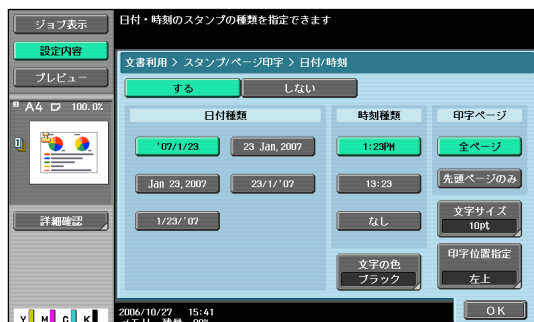 ジョブ表示
日付・時刻のスタンプの種類を指定できます
設定内容
文書利用 > スタンプ/ページ印字 > 日付/時刻
プレビュー
する
しない
A4 100.0%
日付種類
時刻種類
印字ページ
'07/1/23
23 Jan,2007
1:23PM
全ページ
Jan 23,2007
23/1/'07
13:23
先頭ページのみ
1/23/'07
なし
文字サイズ
10pt
詳細確認
文字の色
ブラック
印字位置指定
左上
Y M C K
2006/10/27 15:41
メモリー残量 99%
OK